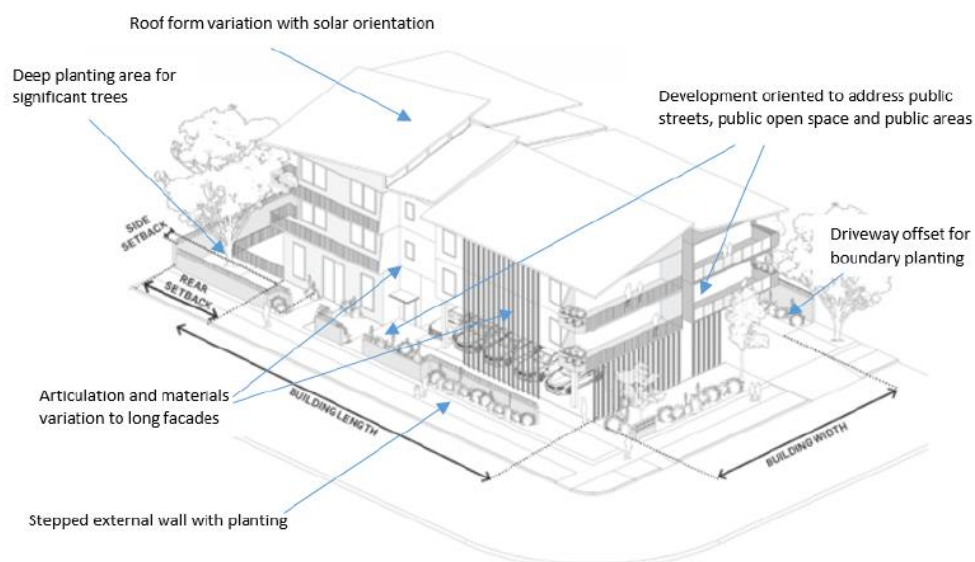 Roof form variation with solar orientation
Deep planting area for
significant trees
Development oriented to address public
streets, public open space and public areas
SIDE
SETBACK
Driveway offset for
boundary planting
REAR
SETBACK
Articulation and materials
variation to long facades
BUILDING LENGTH
BUILDING WIDTH
Stepped external wall with planting